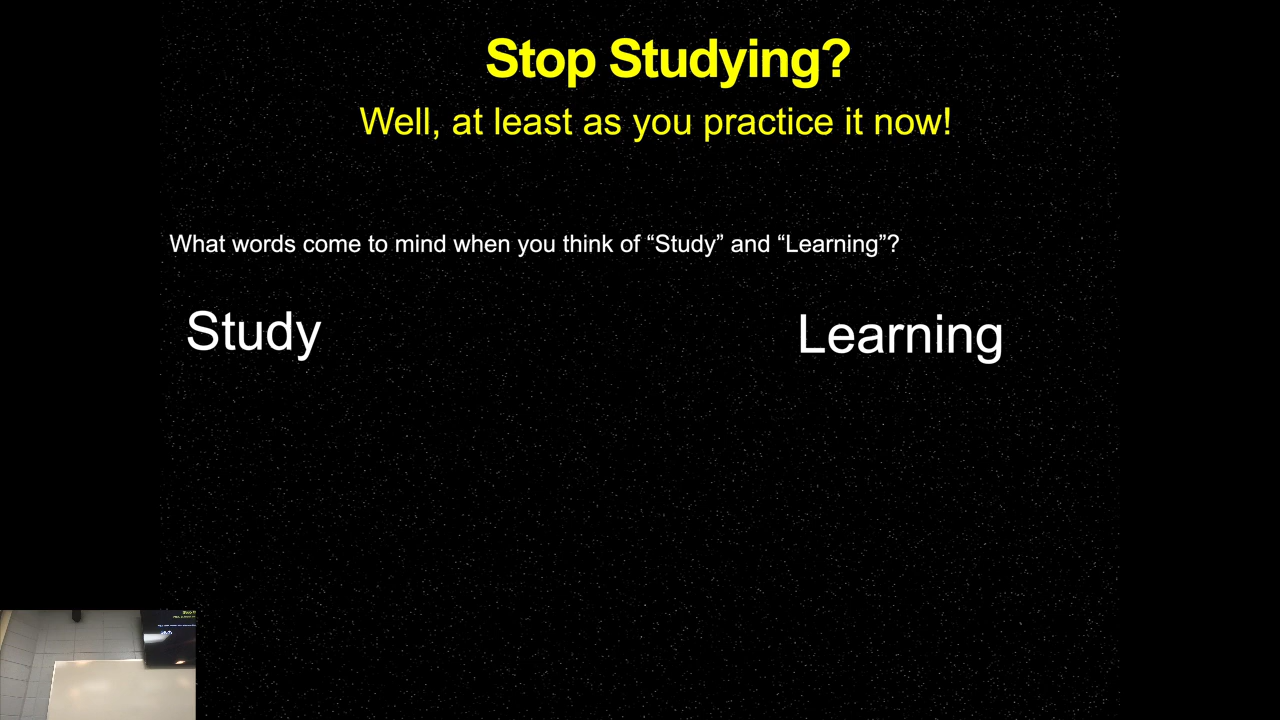 Stop Studying?
Well, at least as you practice it now!
What words come to mind when you think of “Study” and “Learning”?
Study
Learning